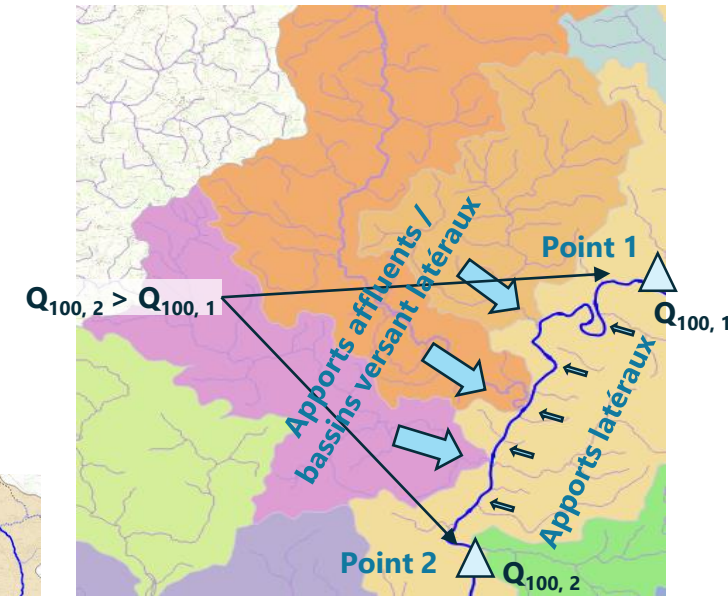 Point 1
Q100, 2 > Q100, 1
Q100, 1
Apports affluents /
bassins versant latéraux
Apports latéraux
Point 2
Q100, 2